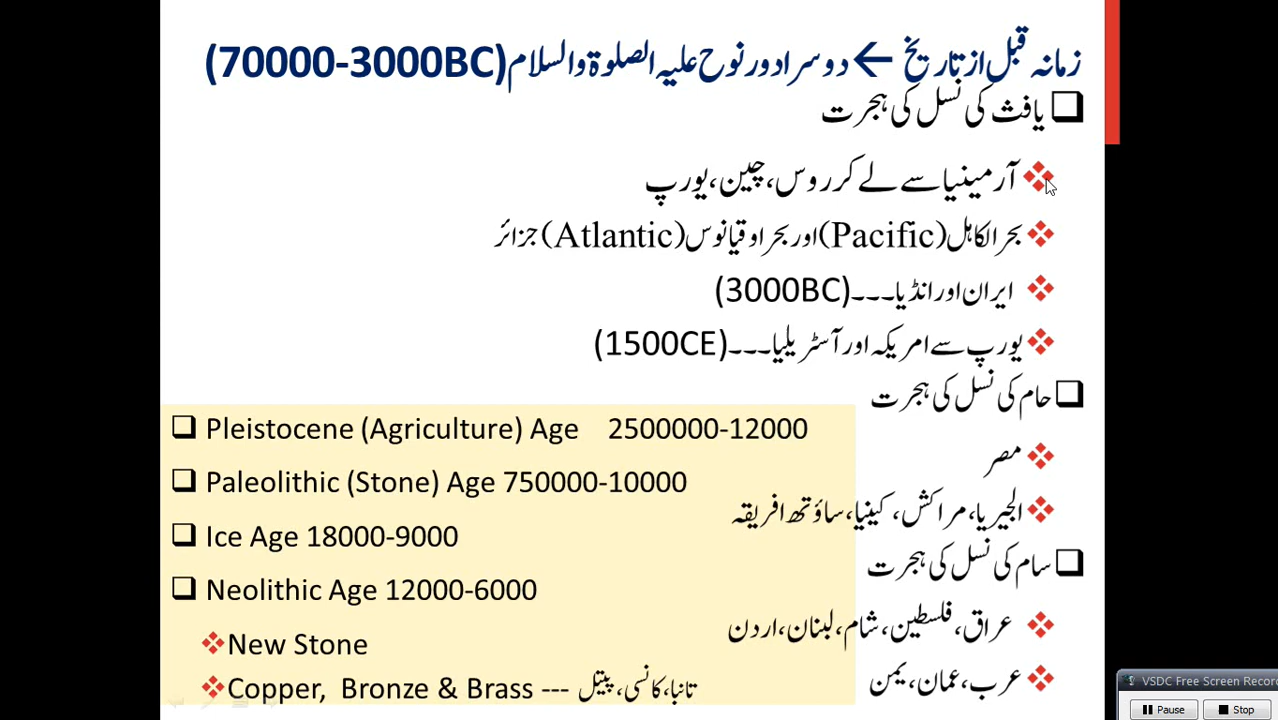 زمانہ قبل از تاریخ ← دوسرا دور نوح علیہ الصلوۃ والسلام (70000-3000BC)
یافث کی نسل کی ہجرت
آرمینیا سے لے کر روس، چین، یورپ
بحر الکاہل (Pacific) اور بحر اوقیانوس (Atlantic) جزائر
ایران اور انڈیا۔۔۔ (3000BC)
یورپ سے امریکہ اور آسٹریلیا۔۔۔ (1500CE)
حام کی نسل کی ہجرت
مصر
الجیریا، مراکش، کینیا، ساؤتھ افریقہ
سام کی نسل کی ہجرت
عراق، فلسطین، شام، لبنان، اردن
عرب، عمان، یمن
Pleistocene (Agriculture) Age 2500000-12000
Paleolithic (Stone) Age 750000-10000
Ice Age 18000-9000
Neolithic Age 12000-6000
New Stone
Copper, Bronze & Brass --- تانبا، کانسی، پیتل
VSDC Free Screen Recor
Pause Stop